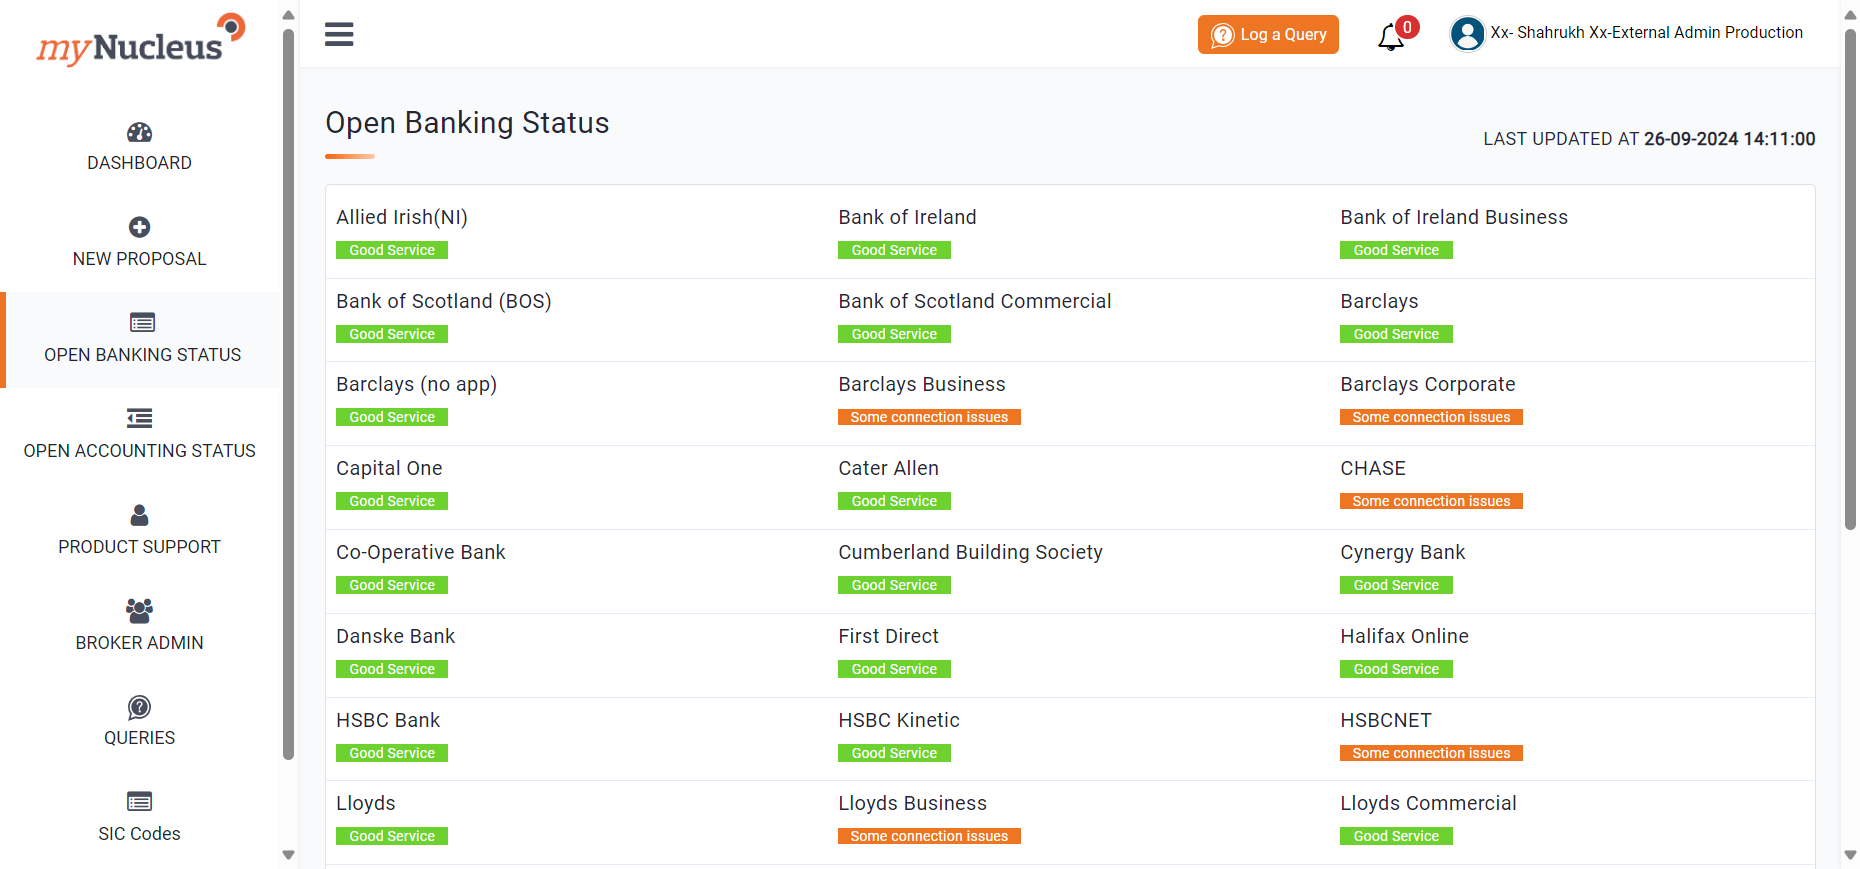 myNucleus
Log a Query
0
Xx- Shahrukh Xx-External Admin Production
DASHBOARD
NEW PROPOSAL
OPEN BANKING STATUS
OPEN ACCOUNTING STATUS
PRODUCT SUPPORT
BROKER ADMIN
QUERIES
SIC Codes
Open Banking Status
LAST UPDATED AT 26-09-2024 14:11:00
Allied Irish(NI)
Good Service
Bank of Ireland
Good Service
Bank of Ireland Business
Good Service
Bank of Scotland (BOS)
Good Service
Bank of Scotland Commercial
Good Service
Barclays
Good Service
Barclays (no app)
Good Service
Barclays Business
Some connection issues
Barclays Corporate
Some connection issues
Capital One
Good Service
Cater Allen
Good Service
CHASE
Some connection issues
Co-Operative Bank
Good Service
Cumberland Building Society
Good Service
Cynergy Bank
Good Service
Danske Bank
Good Service
First Direct
Good Service
Halifax Online
Good Service
HSBC Bank
Good Service
HSBC Kinetic
Good Service
HSBCNET
Some connection issues
Lloyds
Good Service
Lloyds Business
Some connection issues
Lloyds Commercial
Good Service